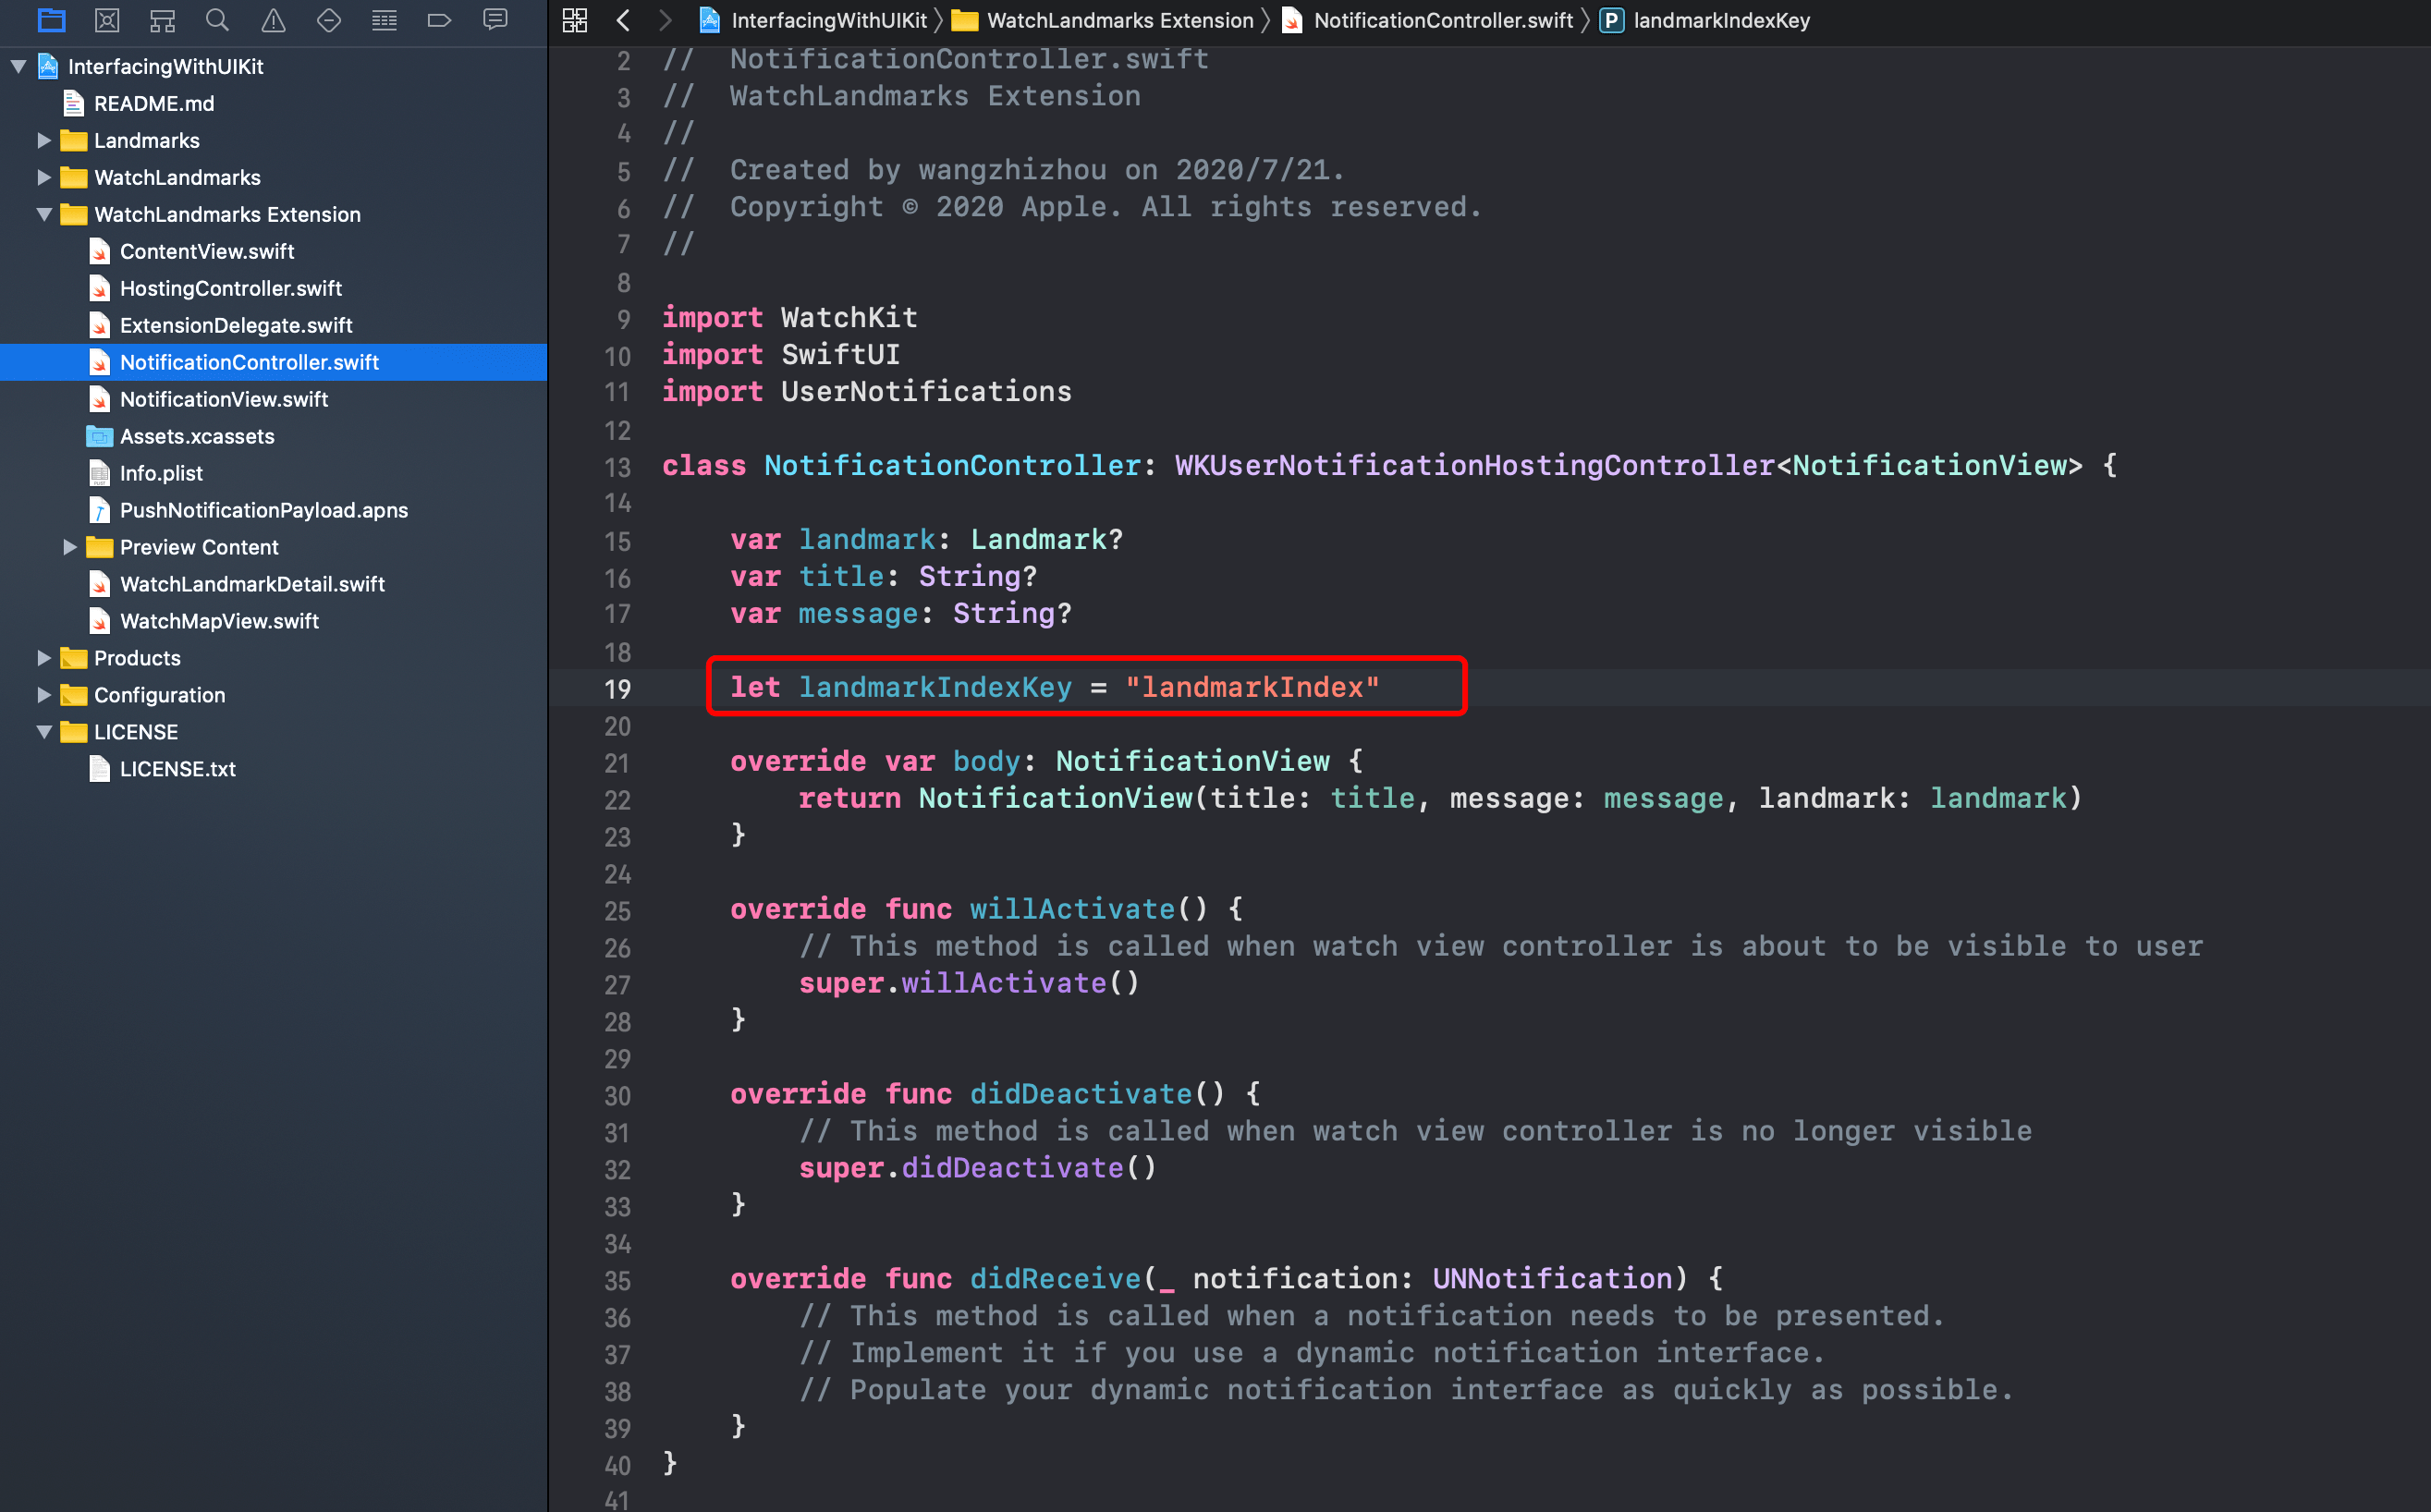 InterfacingWithUIKit
README.md
Landmarks
WatchLandmarks
WatchLandmarks Extension
ContentView.swift
HostingController.swift
ExtensionDelegate.swift
NotificationController.swift
NotificationView.swift
Assets.xcassets
Info.plist
PushNotificationPayload.apns
Preview Content
WatchLandmarkDetail.swift
WatchMapView.swift
Products
Configuration
LICENSE
LICENSE.txt
InterfacingWithUIKit 〉 WatchLandmarks Extension 〉 NotificationController.swift 〉 P landmarkIndexKey
2 //  NotificationController.swift
3 //  WatchLandmarks Extension
4 //
5 //  Created by wangzhizhou on 2020/7/21.
6 //  Copyright © 2020 Apple. All rights reserved.
7 //
8
9 import WatchKit
10 import SwiftUI
11 import UserNotifications
12
13 class NotificationController: WKUserNotificationHostingController<NotificationView> {
14
15     var landmark: Landmark?
16     var title: String?
17     var message: String?
18
19     let landmarkIndexKey = "landmarkIndex"
20
21     override var body: NotificationView {
22         return NotificationView(title: title, message: message, landmark: landmark)
23     }
24
25     override func willActivate() {
26         // This method is called when watch view controller is about to be visible to user
27         super.willActivate()
28     }
29
30     override func didDeactivate() {
31         // This method is called when watch view controller is no longer visible
32         super.didDeactivate()
33     }
34
35     override func didReceive(_ notification: UNNotification) {
36         // This method is called when a notification needs to be presented.
37         // Implement it if you use a dynamic notification interface.
38         // Populate your dynamic notification interface as quickly as possible.
39     }
40 }
41